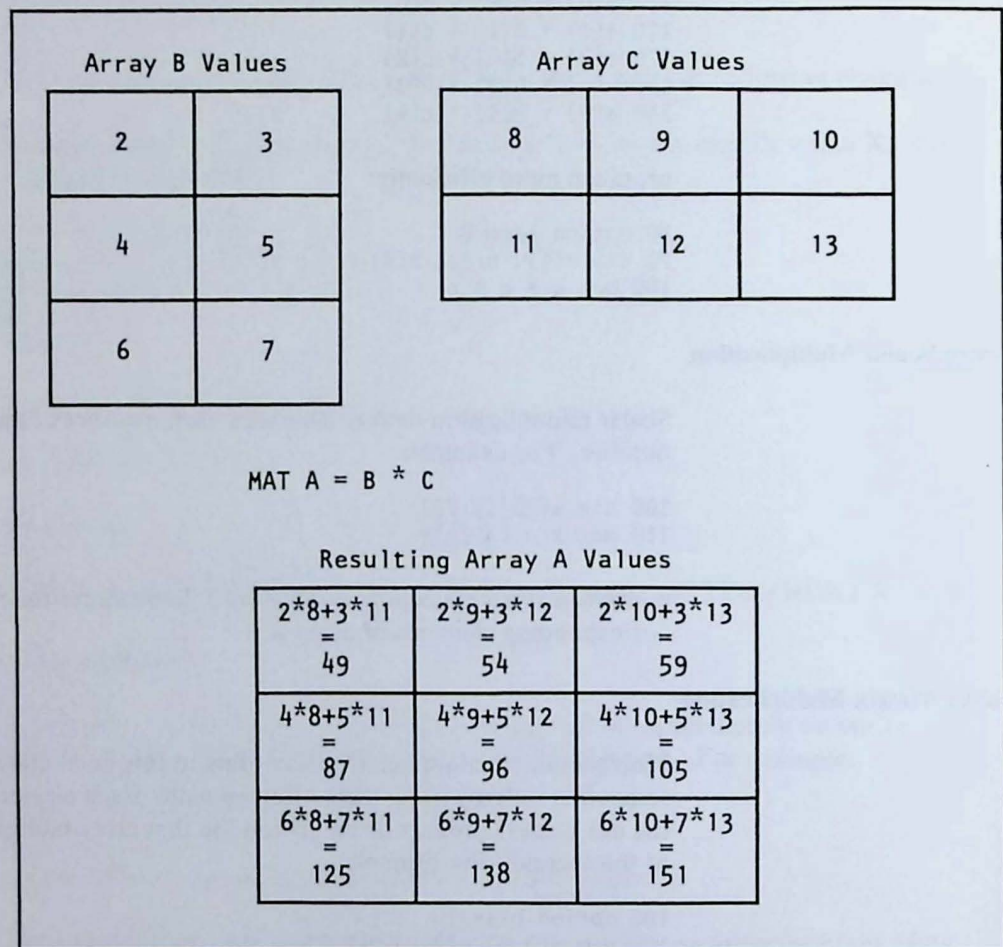 Array B Values
Array C Values
2 3
4 5
6 7
8 9 10
11 12 13
MAT A = B * C
Resulting Array A Values
2*8+3*11 2*9+3*12 2*10+3*13
= = =
49 54 59
4*8+5*11 4*9+5*12 4*10+5*13
= = =
87 96 105
6*8+7*11 6*9+7*12 6*10+7*13
= = =
125 138 151